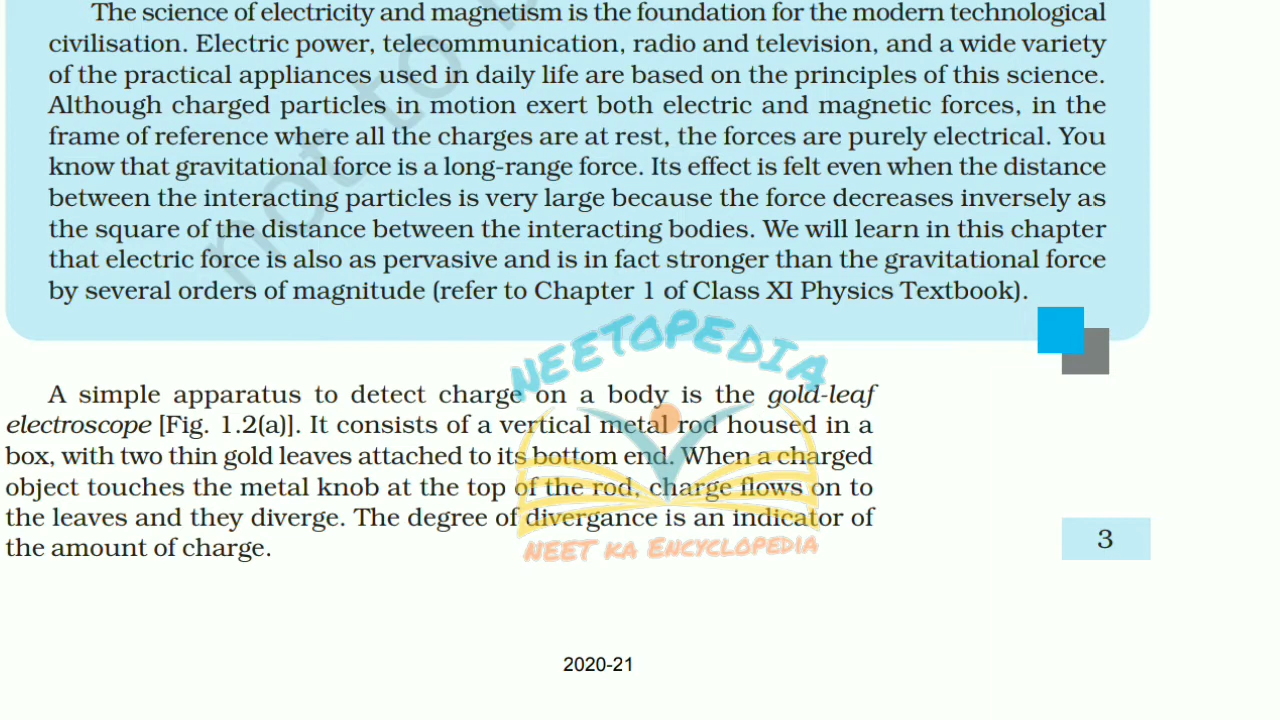 The science of electricity and magnetism is the foundation for the modern technological
civilisation. Electric power, telecommunication, radio and television, and a wide variety
of the practical appliances used in daily life are based on the principles of this science.
Although charged particles in motion exert both electric and magnetic forces, in the
frame of reference where all the charges are at rest, the forces are purely electrical. You
know that gravitational force is a long-range force. Its effect is felt even when the distance
between the interacting particles is very large because the force decreases inversely as
the square of the distance between the interacting bodies. We will learn in this chapter
that electric force is also as pervasive and is in fact stronger than the gravitational force
by several orders of magnitude (refer to Chapter 1 of Class XI Physics Textbook).
not to b
NEETOPEDIA
A simple apparatus to detect charge on a body is the gold-leaf
electroscope [Fig. 1.2(a)]. It consists of a vertical metal rod housed in a
box, with two thin gold leaves attached to its bottom end. When a charged
object touches the metal knob at the top of the rod, charge flows on to
the leaves and they diverge. The degree of divergance is an indicator of
the amount of charge.
NEET KA ENCYCLOPEDIA
3
2020-21